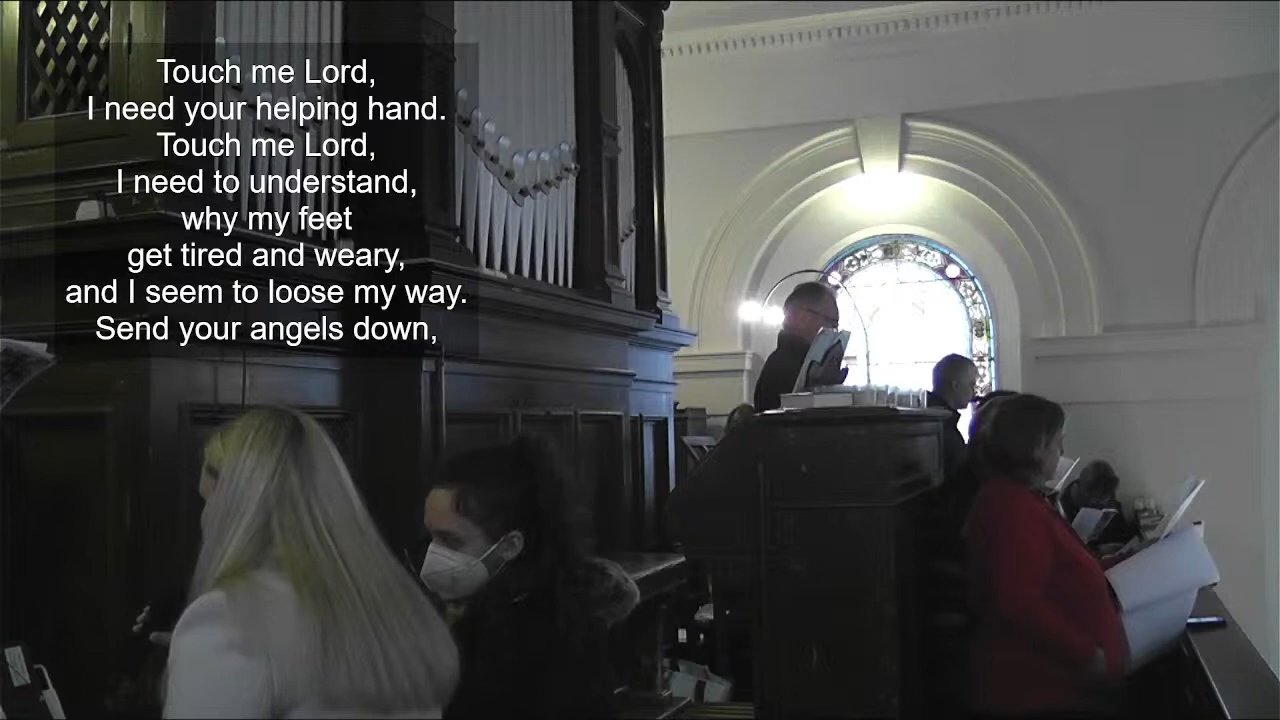 Touch me Lord,
I need your helping hand.
Touch me Lord,
I need to understand,
why my feet
get tired and weary,
and I seem to loose my way.
Send your angels down,